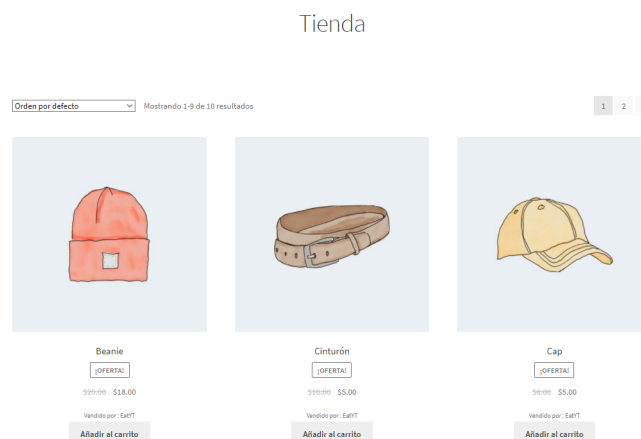 Tienda
Orden por defecto
Mostrando 1-9 de 10 resultados
1 2
Beanie
¡OFERTA!
$20.00 $18.00
Vendido por : EatYT
Añadir al carrito
Cinturón
¡OFERTA!
$10.00 $5.00
Vendido por : EatYT
Añadir al carrito
Cap
¡OFERTA!
$8.00 $5.00
Vendido por : EatYT
Añadir al carrito